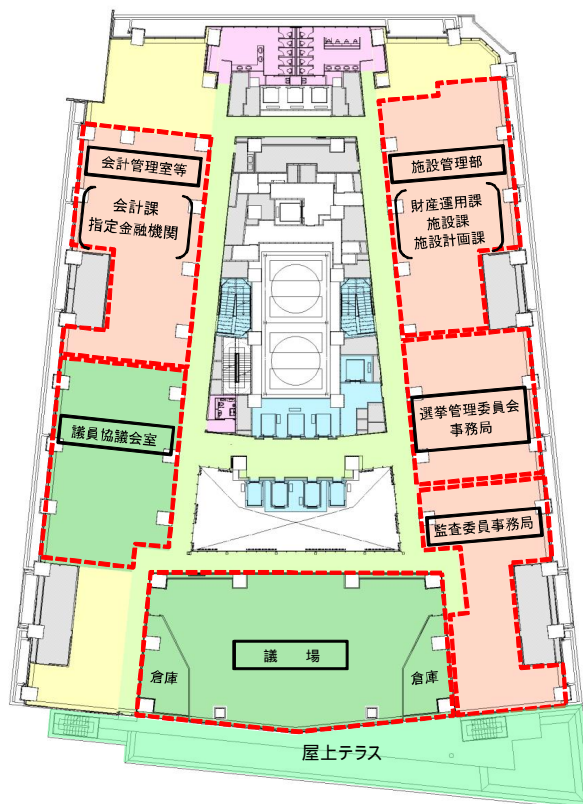 会計管理室等
会計課
指定金融機関
施設管理部
財産運用課
施設課
施設計画課
議員協議会室
選挙管理委員会
事務局
監査委員事務局
議　場
倉庫
倉庫
屋上テラス